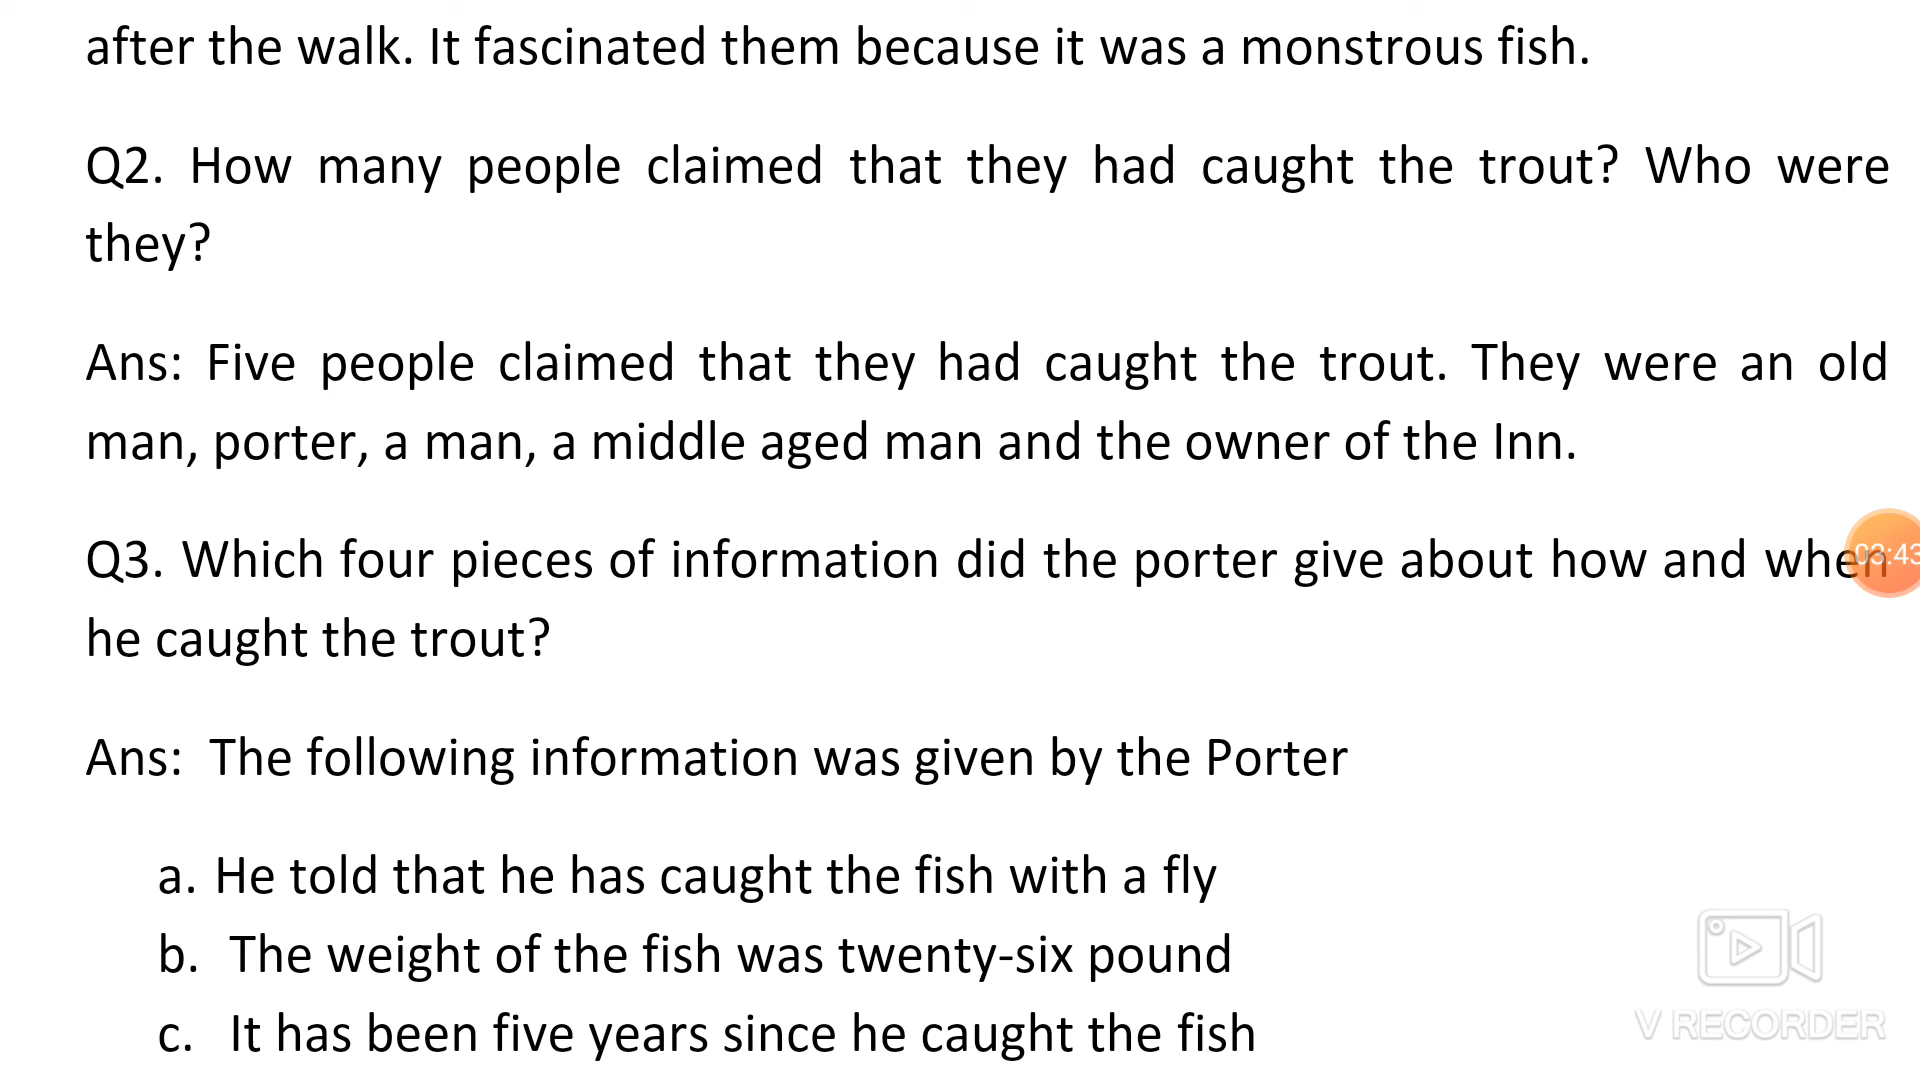 after the walk. It fascinated them because it was a monstrous fish.
Q2. How many people claimed that they had caught the trout? Who were
they?
Ans: Five people claimed that they had caught the trout. They were an old
man, porter, a man, a middle aged man and the owner of the Inn.
Q3. Which four pieces of information did the porter give about how and when
03:43
he caught the trout?
Ans: The following information was given by the Porter
a. He told that he has caught the fish with a fly
b. The weight of the fish was twenty-six pound
c. It has been five years since he caught the fish
V RECORDER